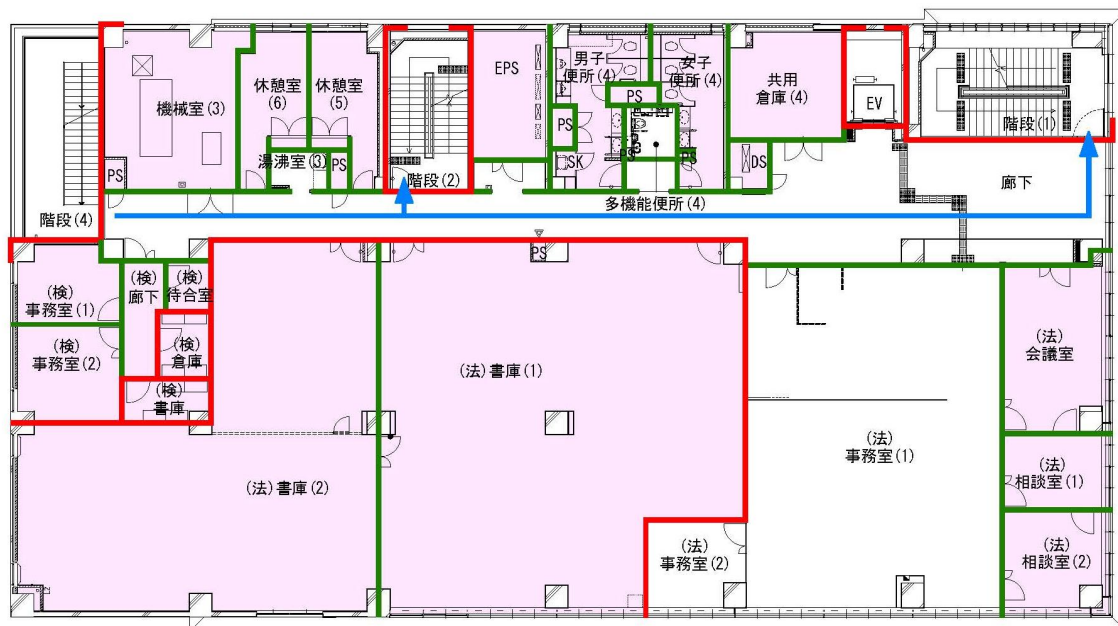 機械室(3)
休憩室
(6)
休憩室
(5)
湯沸室(3)
PS
PS
階段(4)
階段(2)
EPS
男子
便所(4)
女子
便所(4)
PS
PS
PS
PS
SK
多機能便所(4)
共用
倉庫(4)
DS
EV
階段(1)
廊下
(検)
事務室(1)
(検)
廊下
(検)
待合室
(検)
事務室(2)
(検)
倉庫
(検)
書庫
PS
(法)書庫(1)
(法)書庫(2)
(法)
事務室(1)
(法)
事務室(2)
(法)
会議室
(法)
相談室(1)
(法)
相談室(2)